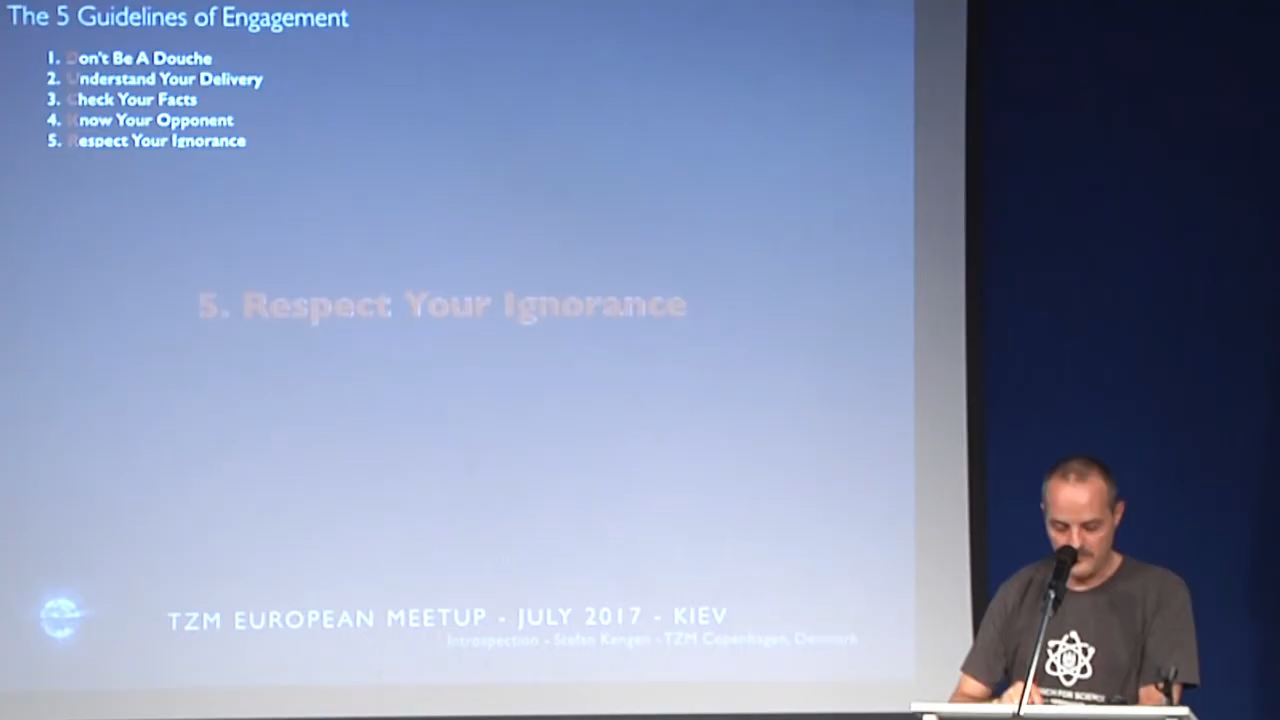 The 5 Guidelines of Engagement
1. Don't Be A Douche
2. Understand Your Delivery
3. Check Your Facts
4. Know Your Opponent
5. Respect Your Ignorance
5. Respect Your Ignorance
TZM EUROPEAN MEETUP - JULY 2017 - KIEV
Introspection - Stefan Kengen - TZM Copenhagen, Denmark
FOR SCIENCE